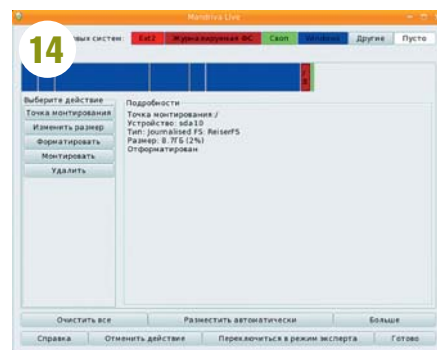 Mandriva Live
14
вых систем: Ext2 Журналируемая ФС Своп Windows Другие Пусто
Выберите действие
Точка монтирования
Изменить размер
Форматировать
Монтировать
Удалить
Подробности
Точка монтирования:/
Устройство: sda10
Тип: Journalised FS: ReiserFS
Размер: 8.7ГБ (2%)
Отформатирован
Очистить все Разместить автоматически Больше
Справка Отменить действие Переключиться в режим эксперта Готово